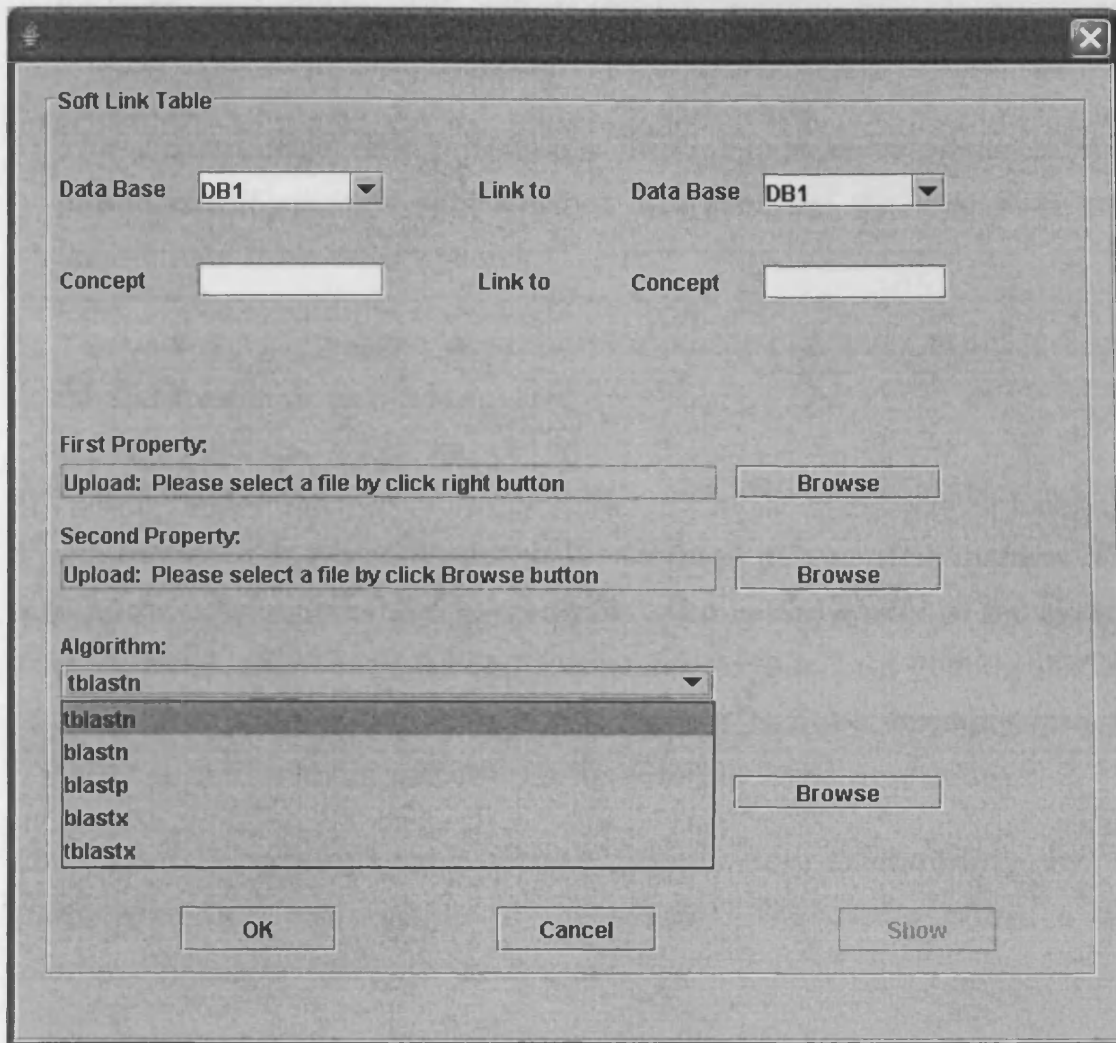 Soft Link Table
Data Base DB1 Link to Data Base DB1
Concept Link to Concept
First Property:
Upload: Please select a file by click right button Browse
Second Property:
Upload: Please select a file by click Browse button Browse
Algorithm:
tblastn
tblastn
blastn
blastp Browse
blastx
tblastx
OK Cancel Show